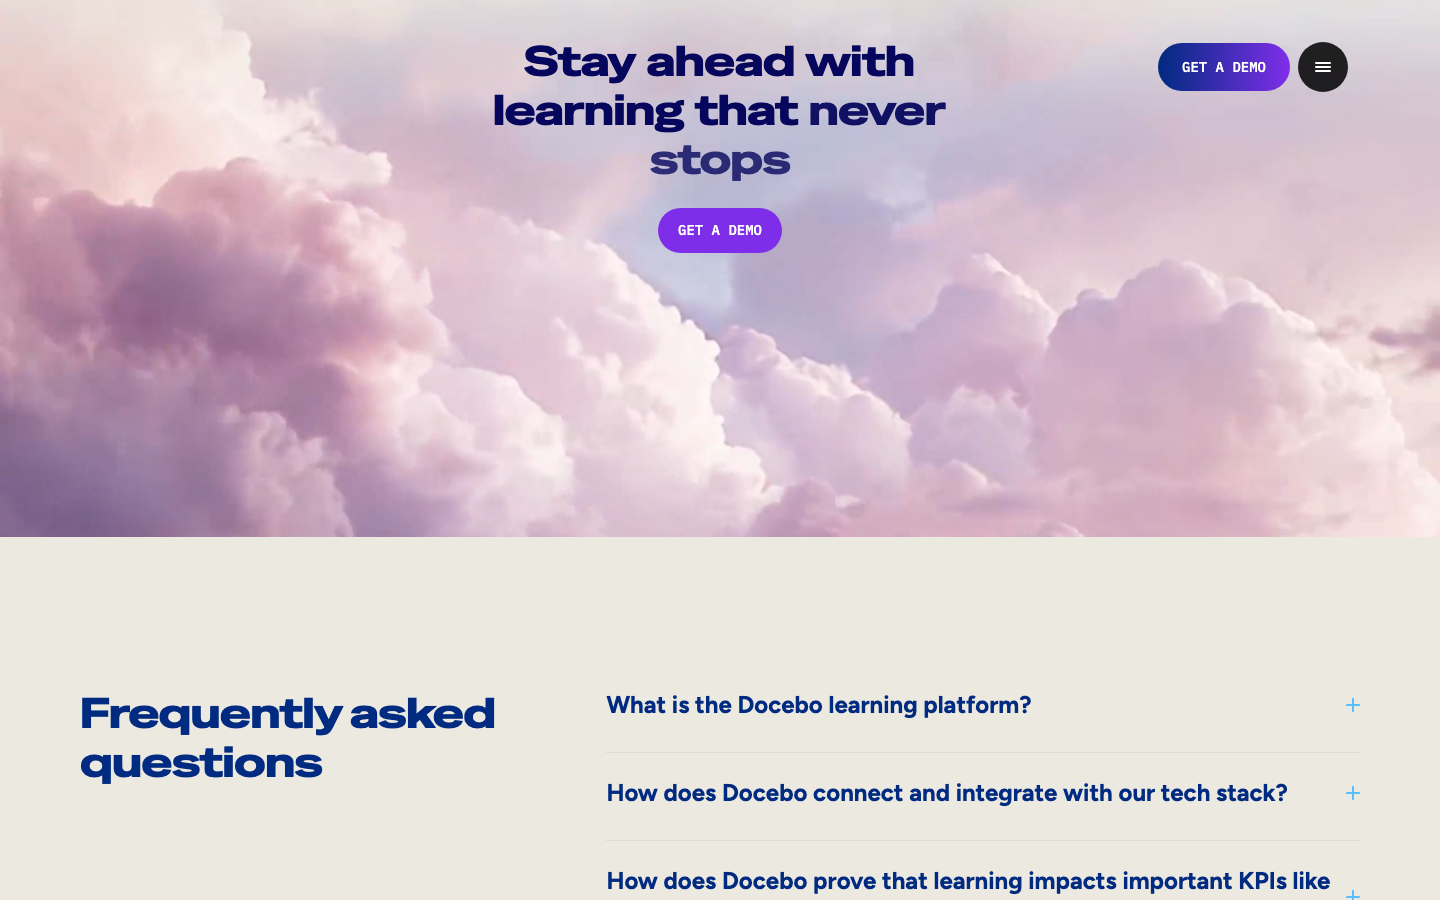 Stay ahead with
learning that never
stops
GET A DEMO
GET A DEMO
Frequently asked
questions
What is the Docebo learning platform?
How does Docebo connect and integrate with our tech stack?
How does Docebo prove that learning impacts important KPIs like